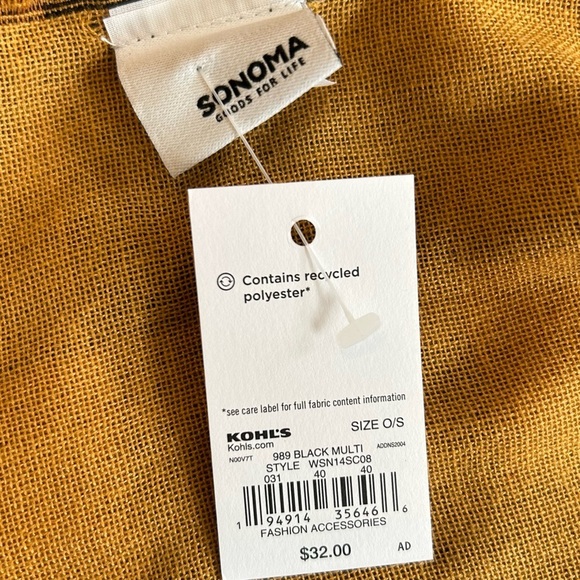 SONOMA
GOODS FOR LIFE
Contains recycled
polyester*
*see care label for full fabric content information
KOHL'S
SIZE O/S
Kohls.com
N00V7T
989 BLACK MULTI
ADDNS2004
STYLE WSN14SC08
031 40 40
1 94914 35646 6
FASHION ACCESSORIES
$32.00
AD